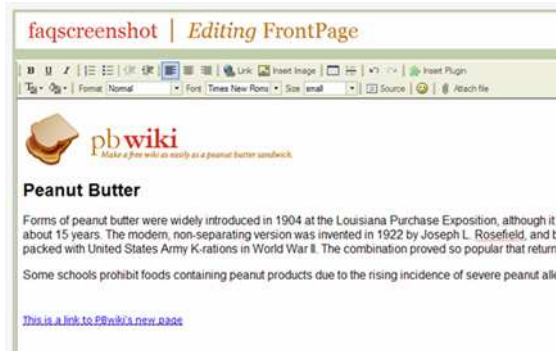 faqscreenshot | Editing FrontPage
B U I Link Insert Image Insert Plugin
Format Normal Font Times New Roma Size small Source Attach file
pbwiki
Make a free wiki as easily as a peanut butter sandwich.
Peanut Butter
Forms of peanut butter were widely introduced in 1904 at the Louisiana Purchase Exposition, although it
about 15 years. The modern, non-separating version was invented in 1922 by Joseph L. Rosefield, and b
packed with United States Army K-rations in World War II. The combination proved so popular that return
Some schools prohibit foods containing peanut products due to the rising incidence of severe peanut alle
This is a link to PBwiki's new page